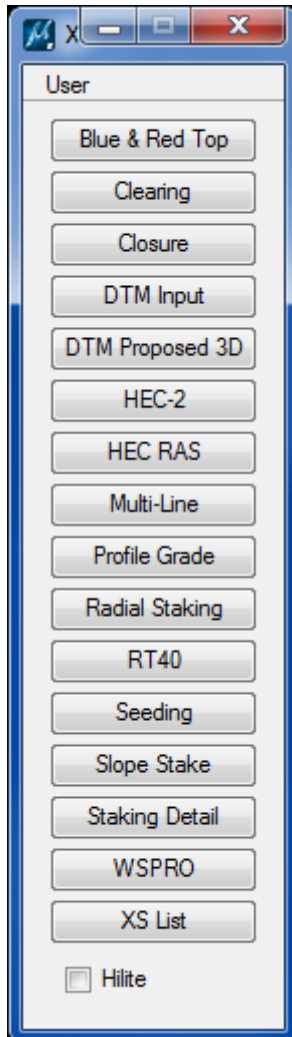 X
User
Blue & Red Top
Clearing
Closure
DTM Input
DTM Proposed 3D
HEC-2
HEC RAS
Multi-Line
Profile Grade
Radial Staking
RT40
Seeding
Slope Stake
Staking Detail
WSPRO
XS List
Hilite